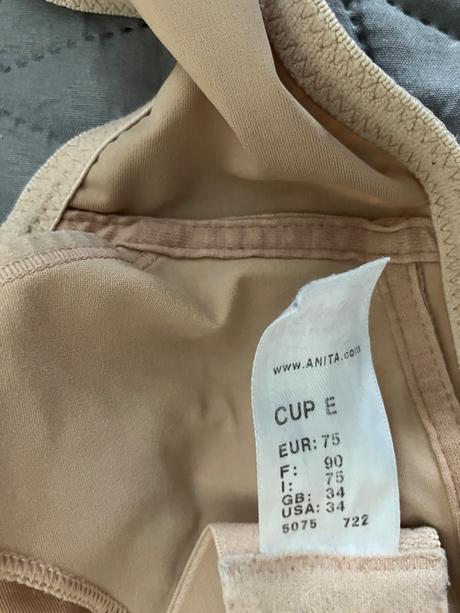 www.ANITA.com
CUP E
EUR: 75
F: 90
I: 75
GB: 34
USA: 34
5075 722